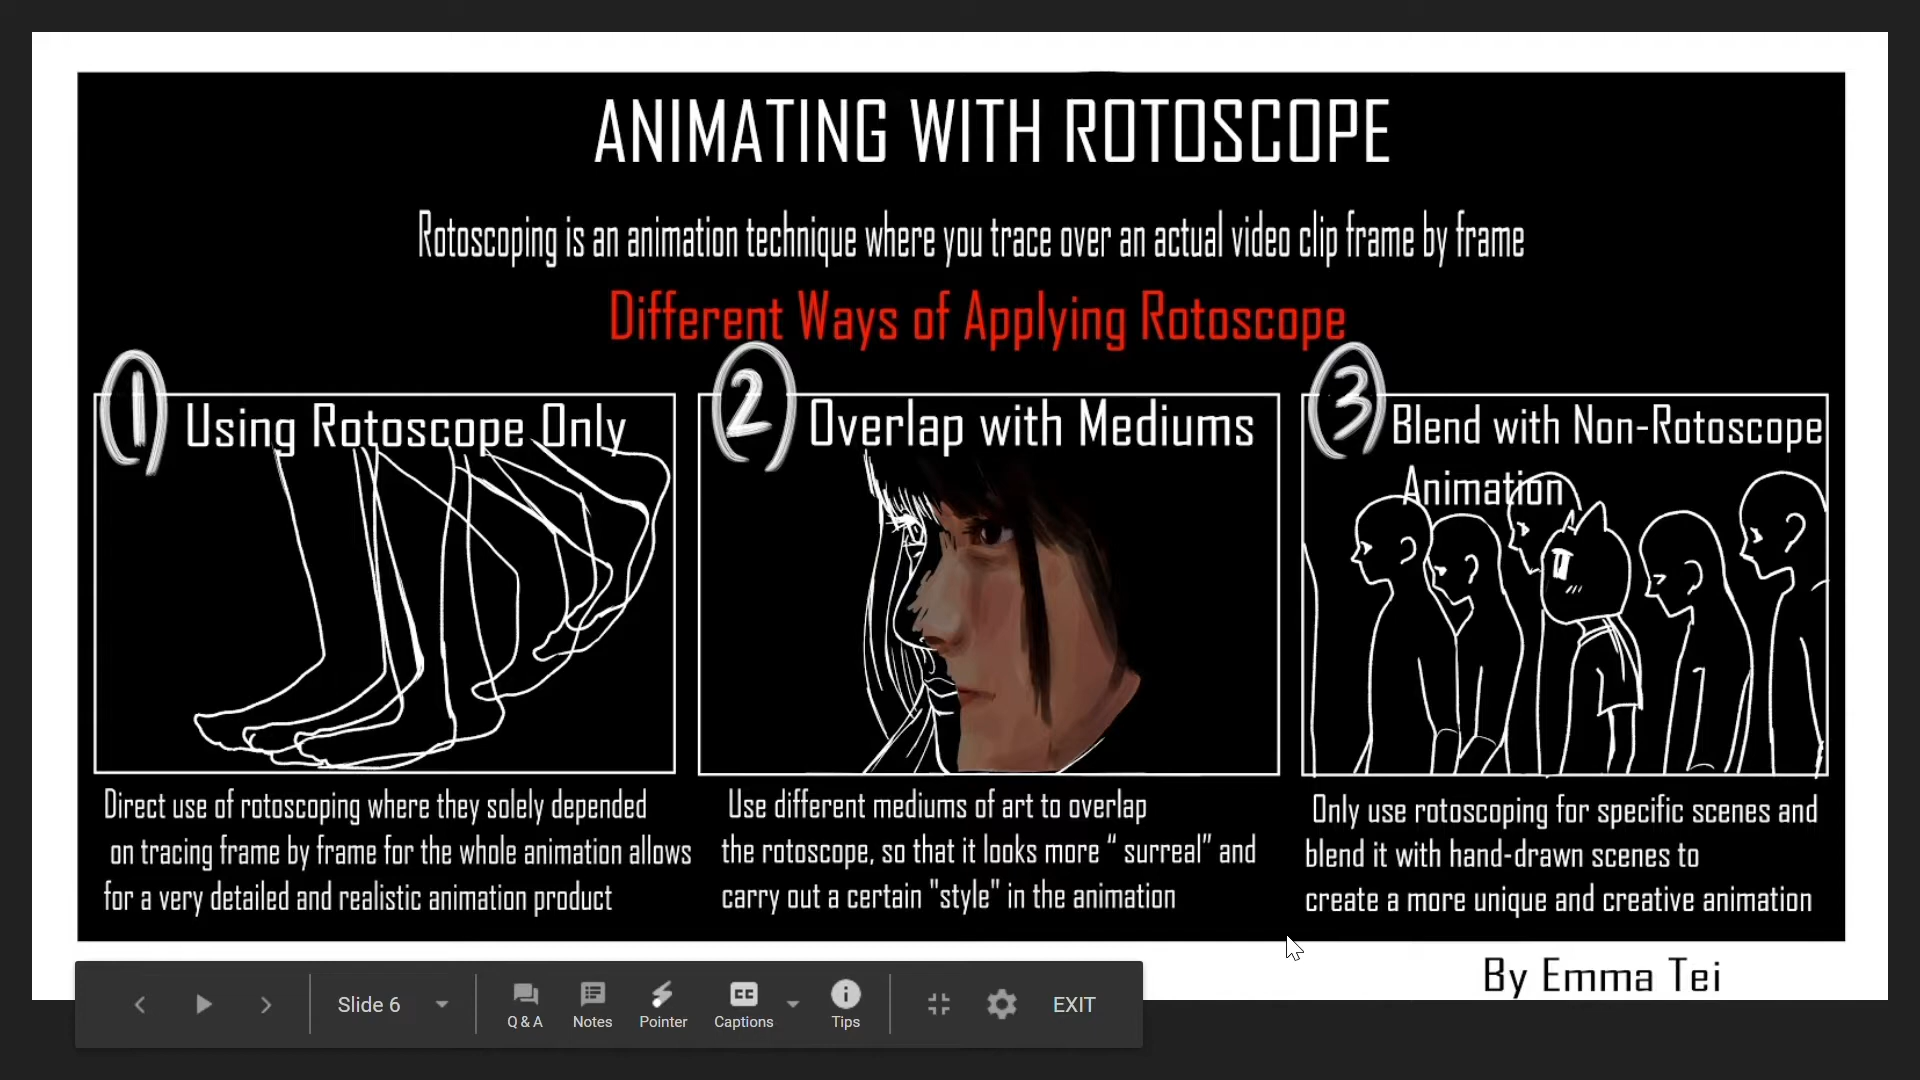 ANIMATING WITH ROTOSCOPE
Rotoscoping is an animation technique where you trace over an actual video clip frame by frame
Different Ways of Applying Rotoscope
1 Using Rotoscope Only
Direct use of rotoscoping where they solely depended
on tracing frame by frame for the whole animation allows
for a very detailed and realistic animation product
2 Overlap with Mediums
Use different mediums of art to overlap
the rotoscope, so that it looks more “ surreal” and
carry out a certain "style" in the animation
3 Blend with Non-Rotoscope
Animation
Only use rotoscoping for specific scenes and
blend it with hand-drawn scenes to
create a more unique and creative animation
By Emma Tei
Slide 6
Q & A
Notes
Pointer
CC
Captions
Tips
EXIT